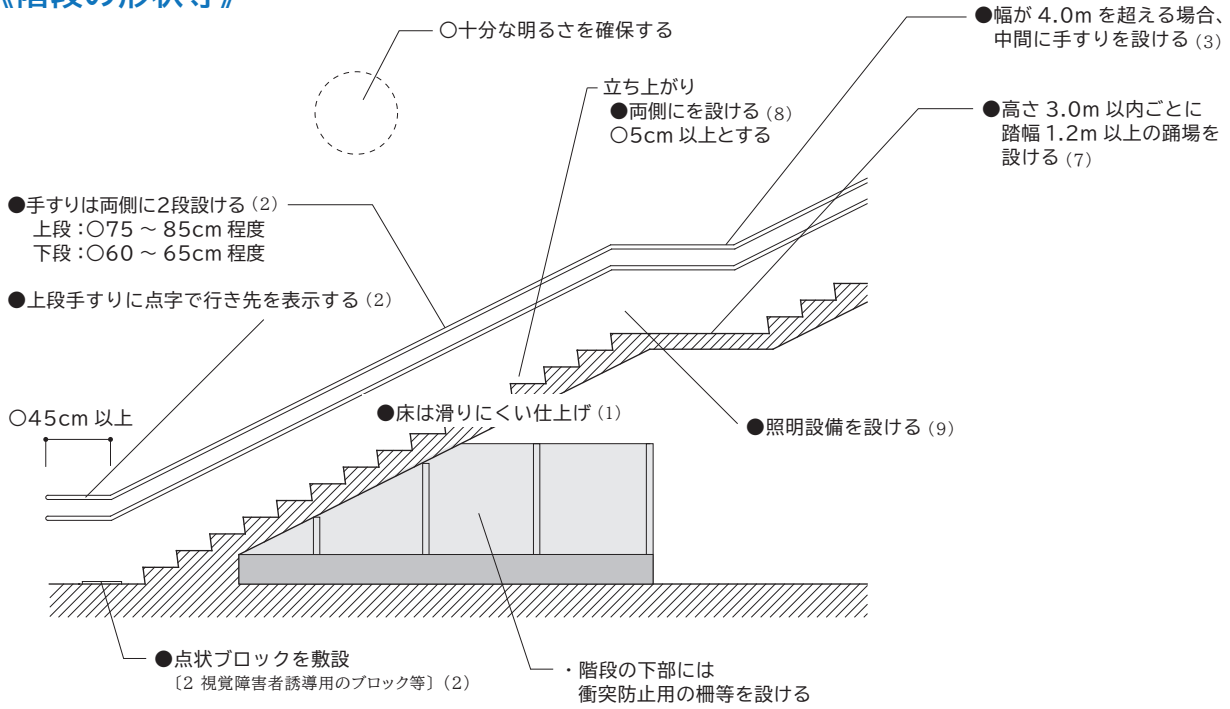 《階段の形状等》
○十分な明るさを確保する
●幅が 4.0m を超える場合、
中間に手すりを設ける (3)
立ち上がり
●両側にを設ける (8)
○5cm 以上とする
●高さ 3.0m 以内ごとに
踏幅 1.2m 以上の踊場を
設ける (7)
●手すりは両側に2段設ける (2)
上段:○75 ~ 85cm 程度
下段:○60 ~ 65cm 程度
●上段手すりに点字で行き先を表示する (2)
○45cm 以上
●床は滑りにくい仕上げ (1)
●照明設備を設ける (9)
●点状ブロックを敷設
〔2 視覚障害者誘導用のブロック等〕(2)
・階段の下部には
衝突防止用の柵等を設ける